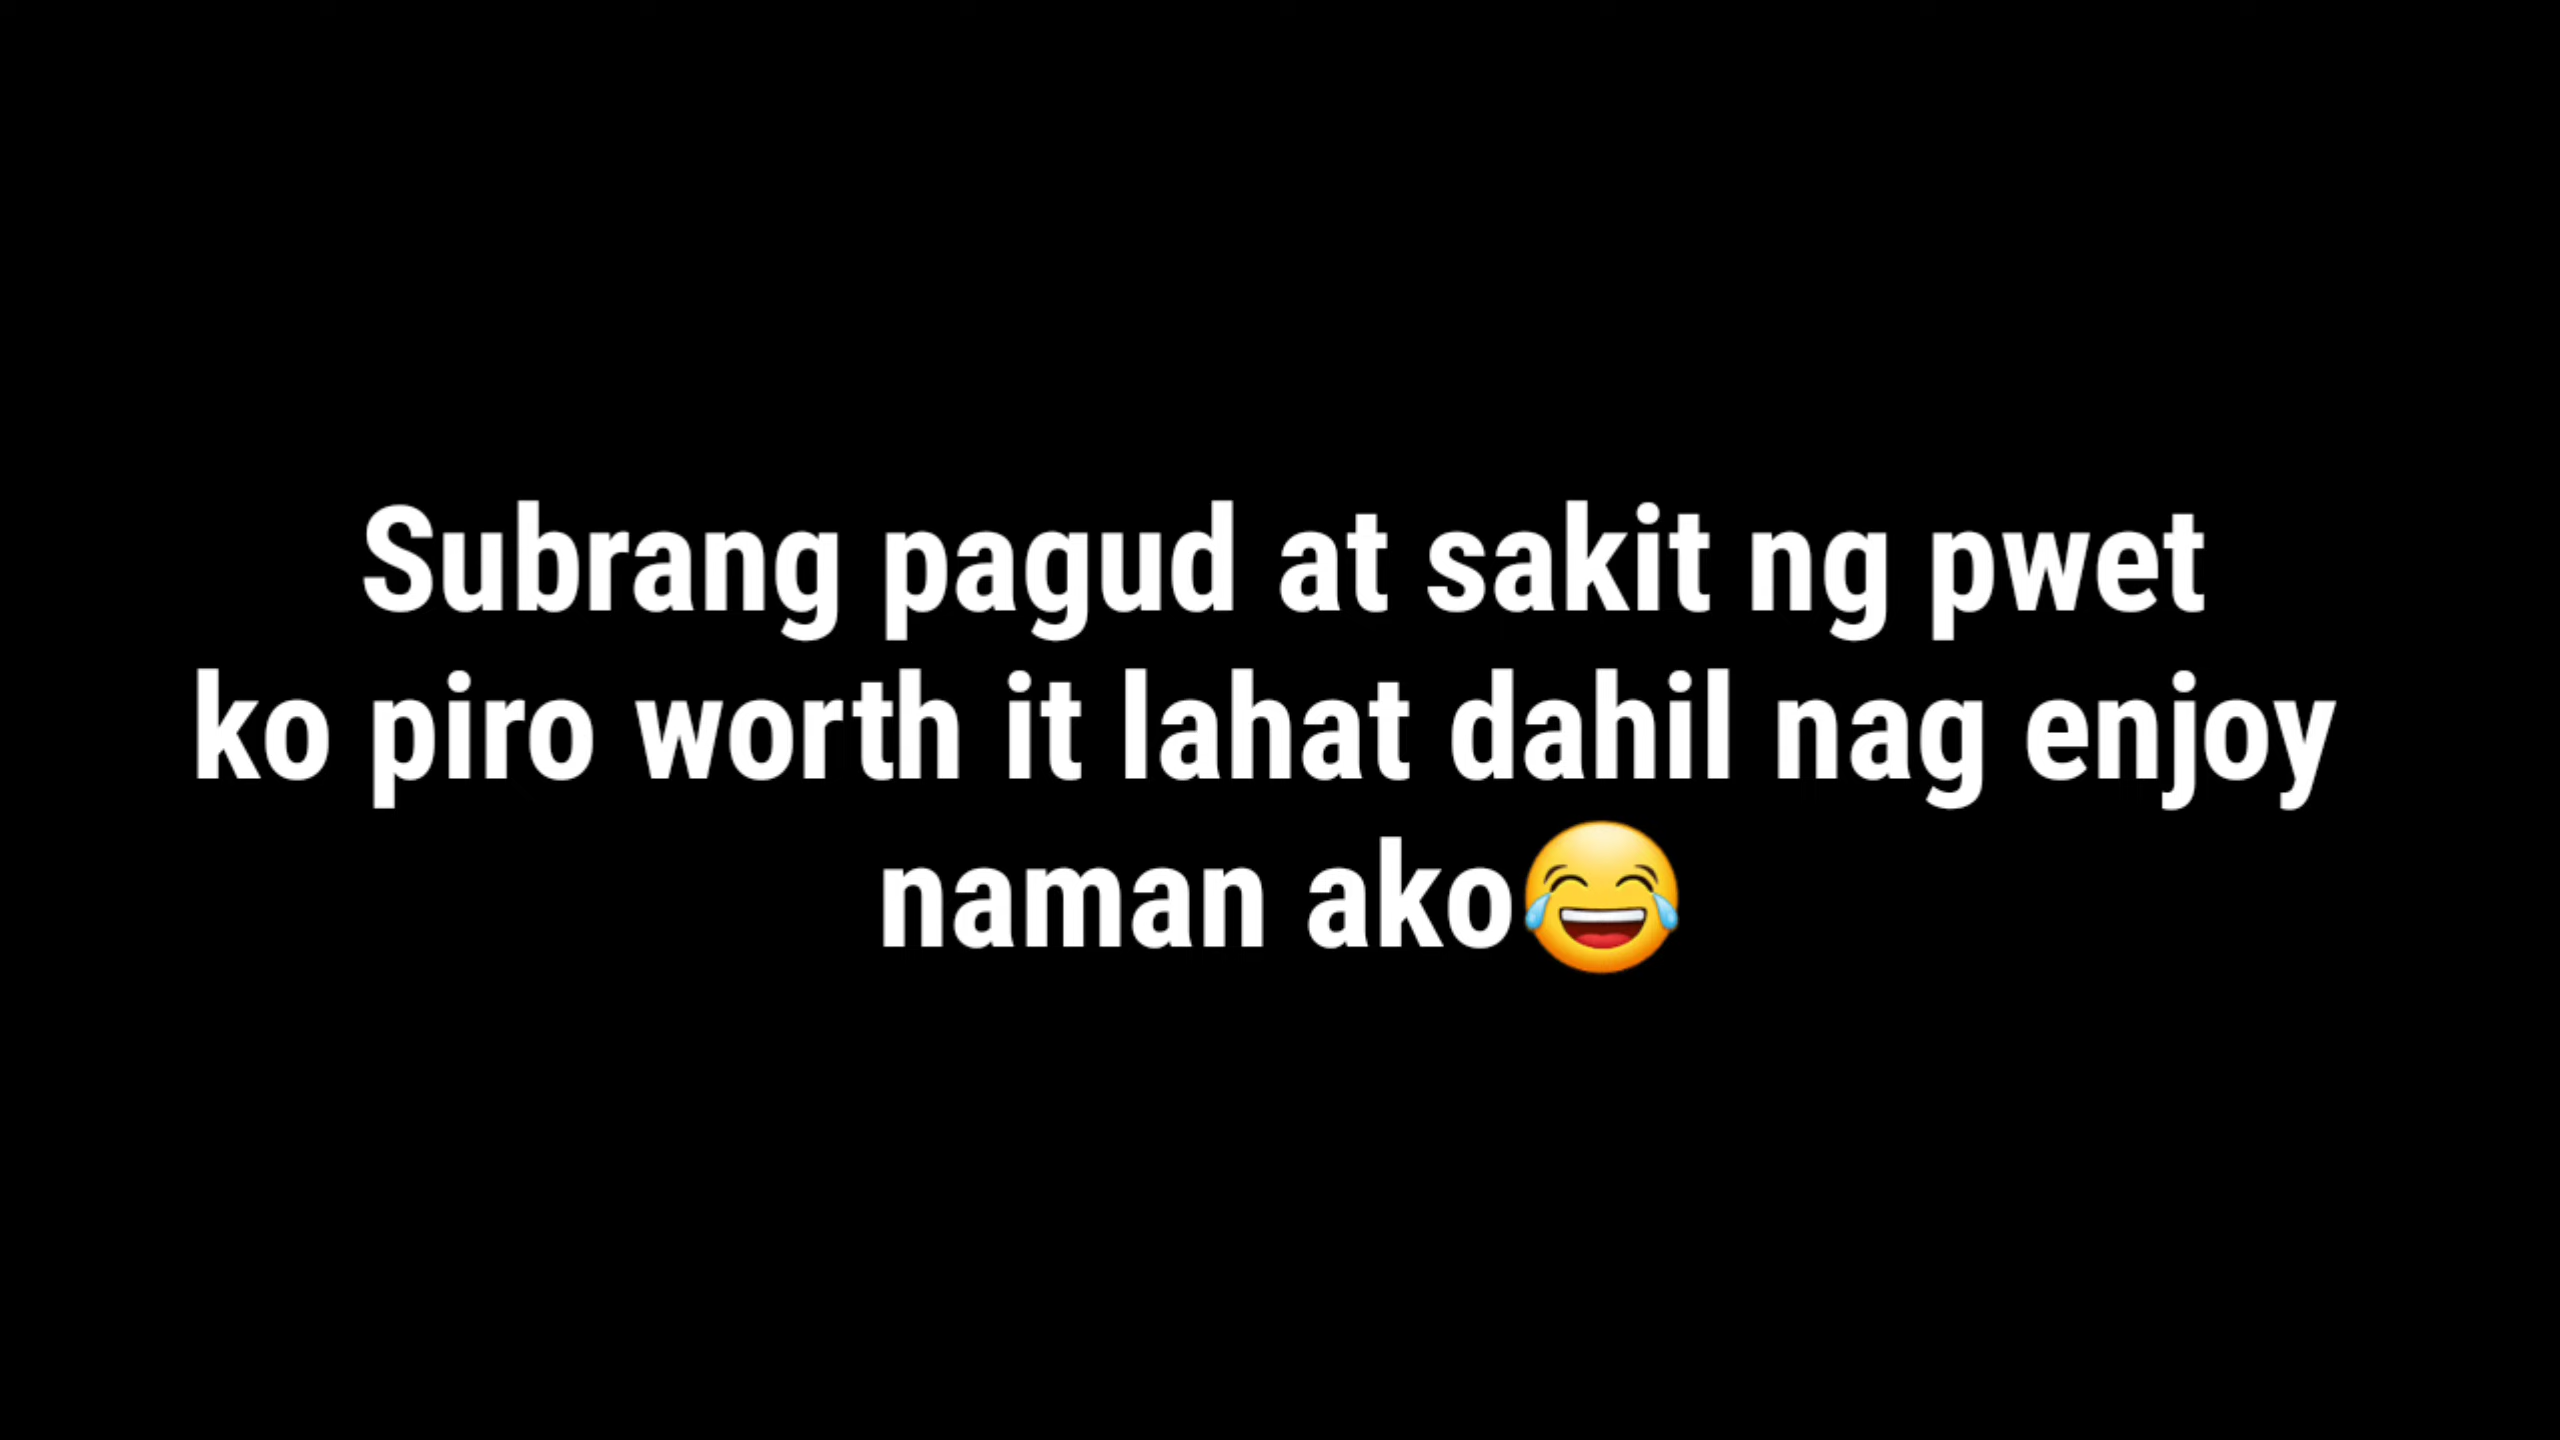 Subrang pagud at sakit ng pwet
ko piro worth it lahat dahil nag enjoy
naman ako😂